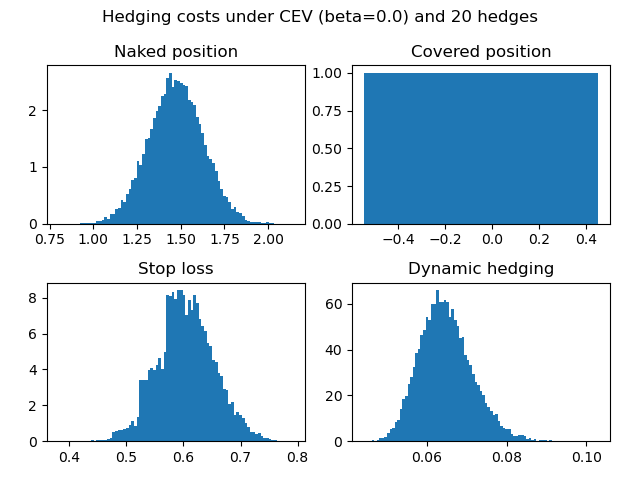 Hedging costs under CEV (beta=0.0) and 20 hedges
Naked position
Covered position
2
1
0
0.75 1.00 1.25 1.50 1.75 2.00
1.00
0.75
0.50
0.25
0.00
−0.4 −0.2 0.0 0.2 0.4
Stop loss
Dynamic hedging
8
6
4
2
0
0.4 0.5 0.6 0.7 0.8
60
40
20
0
0.06 0.08 0.10